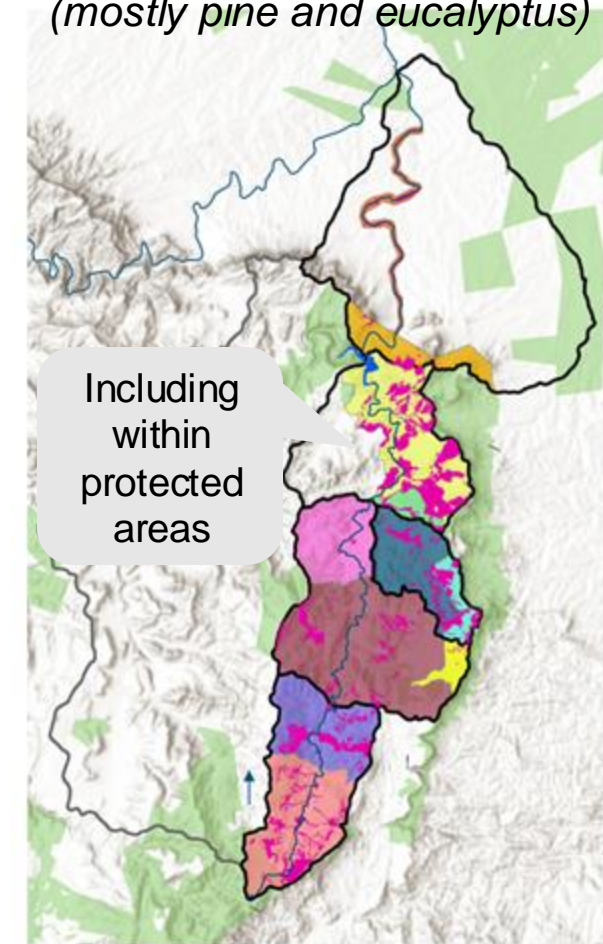 (mostly pine and eucalyptus)
Including
within
protected
areas